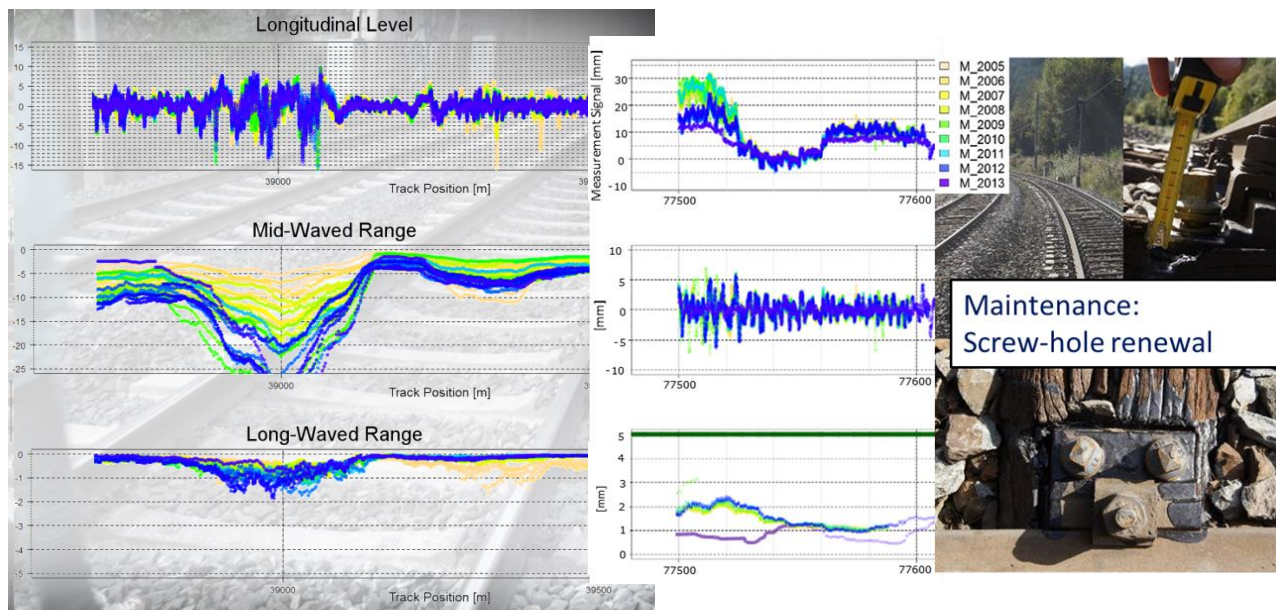 Longitudinal Level
15
10
5
0
-5
-10
-15
39000
Track Position [m]
Mid-Waved Range
0
-5
-10
-15
-20
-25
39000
Track Position [m]
Long-Waved Range
0
-1
-2
-3
-4
-5
39000
39500
Track Position [m]
Measurement Signal [mm]
30
20
10
0
-10
77500
77600
[mm]
10
5
0
-5
-10
77500
77600
[mm]
5
4
3
2
1
0
77500
77600
M_2005
M_2006
M_2007
M_2008
M_2009
M_2010
M_2011
M_2012
M_2013
Maintenance:
Screw-hole renewal